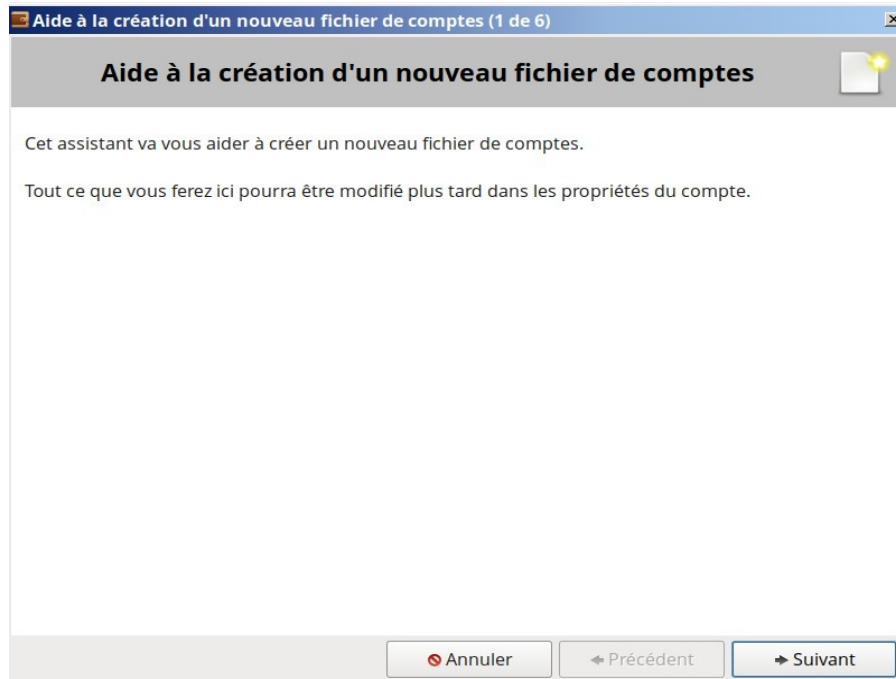 Aide à la création d'un nouveau fichier de comptes (1 de 6)
Aide à la création d'un nouveau fichier de comptes
Cet assistant va vous aider à créer un nouveau fichier de comptes.
Tout ce que vous ferez ici pourra être modifié plus tard dans les propriétés du compte.
Annuler
Précédent
Suivant